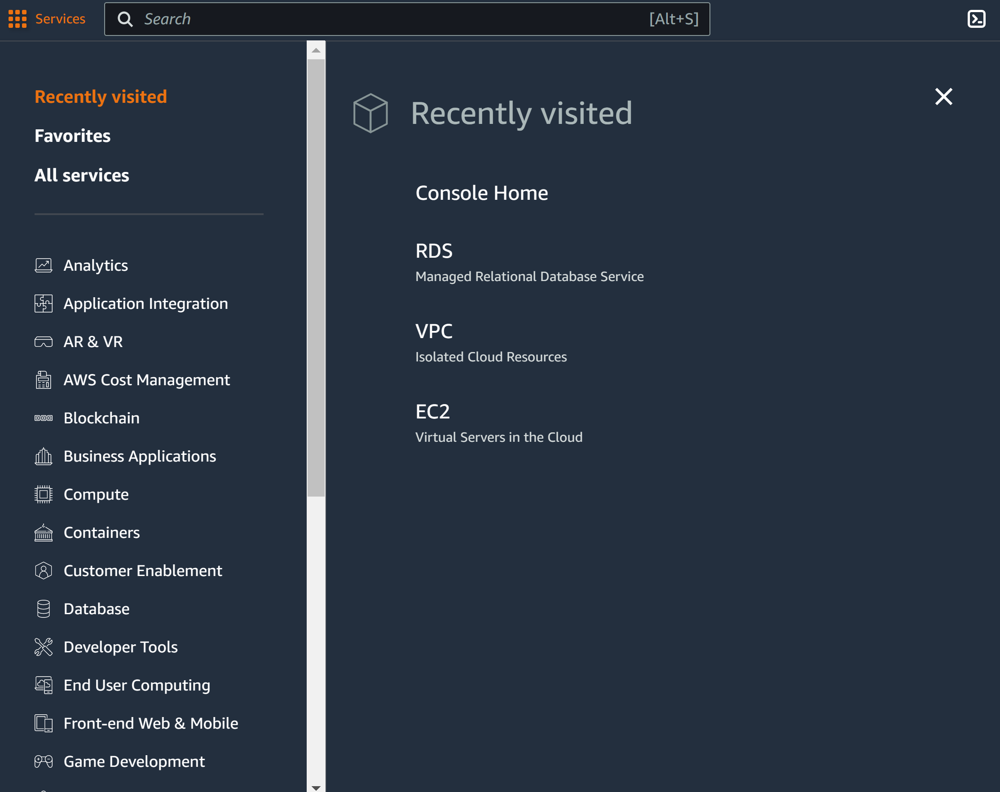 Services
Search [Alt+S]
Recently visited
Favorites
All services
Analytics
Application Integration
AR & VR
AWS Cost Management
Blockchain
Business Applications
Compute
Containers
Customer Enablement
Database
Developer Tools
End User Computing
Front-end Web & Mobile
Game Development
Recently visited
Console Home
RDS
Managed Relational Database Service
VPC
Isolated Cloud Resources
EC2
Virtual Servers in the Cloud